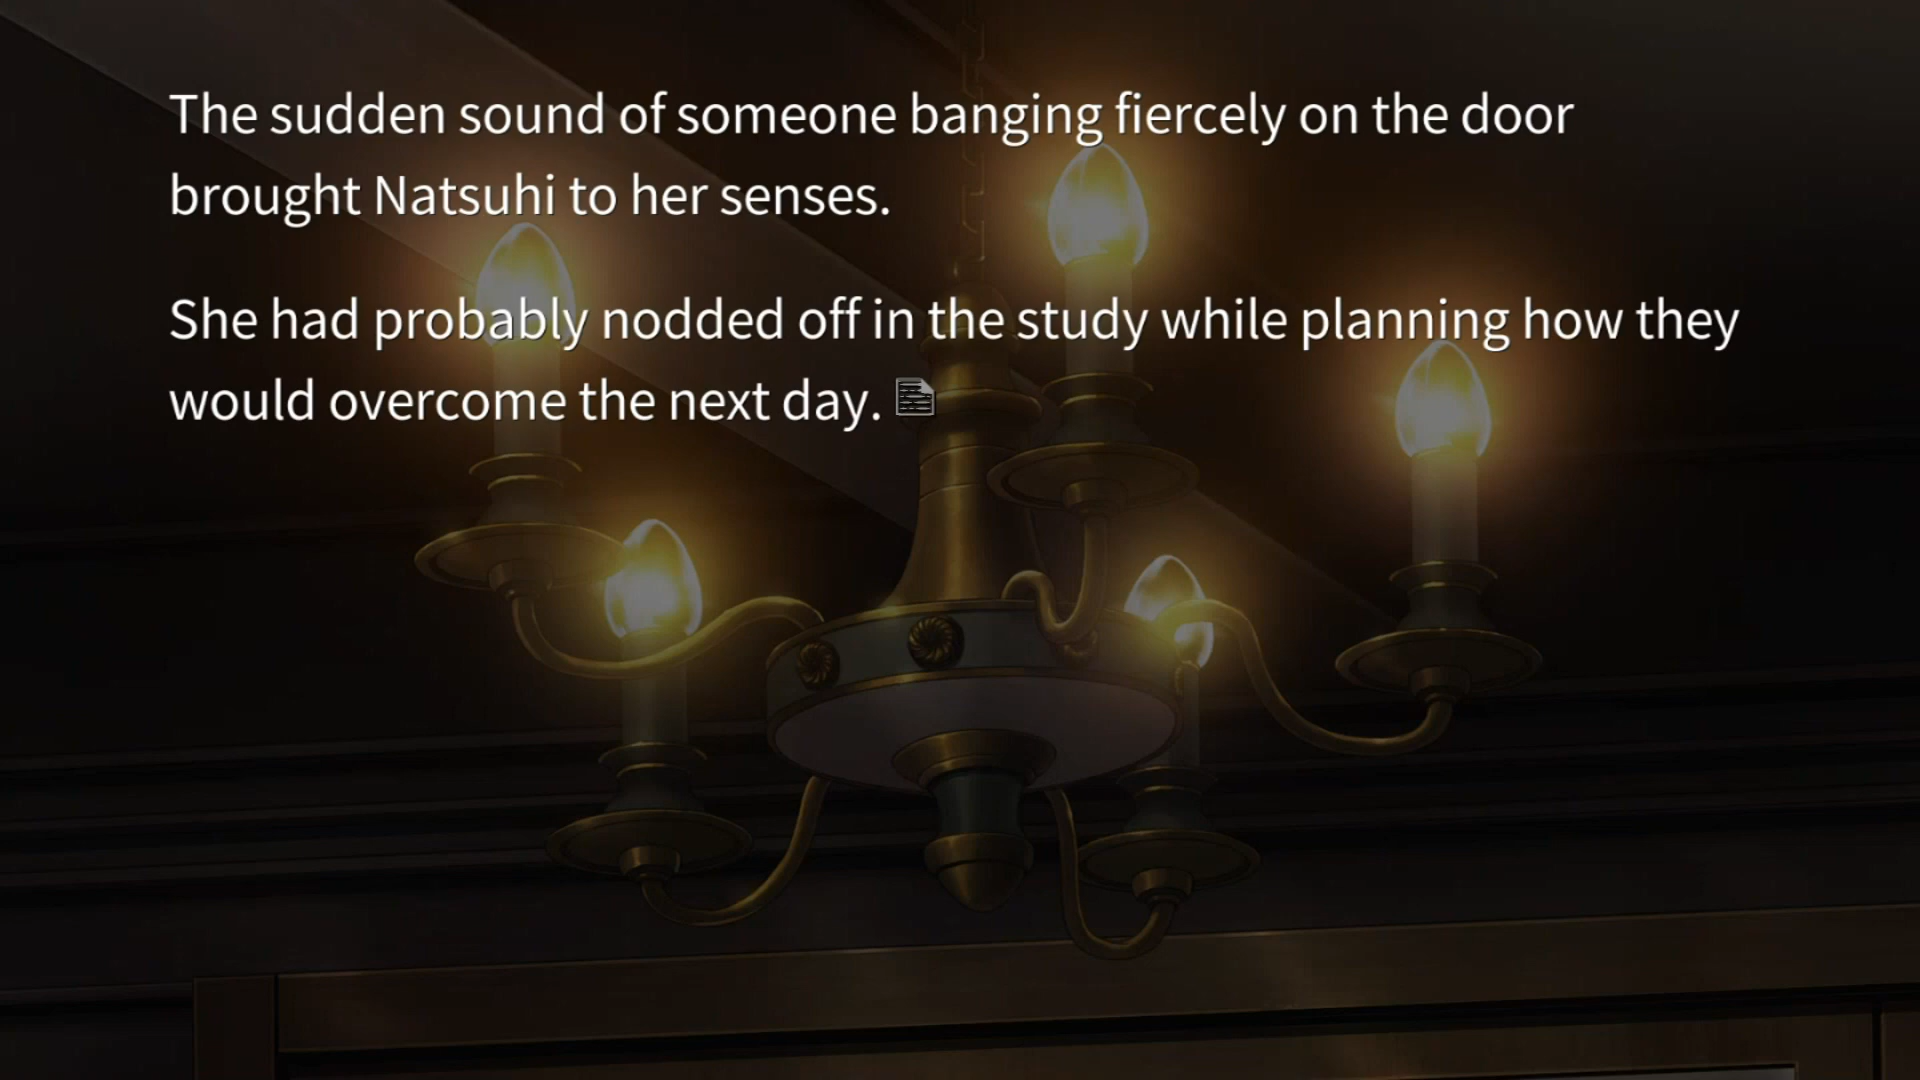 The sudden sound of someone banging fiercely on the door
brought Natsuhi to her senses.
She had probably nodded off in the study while planning how they
would overcome the next day.